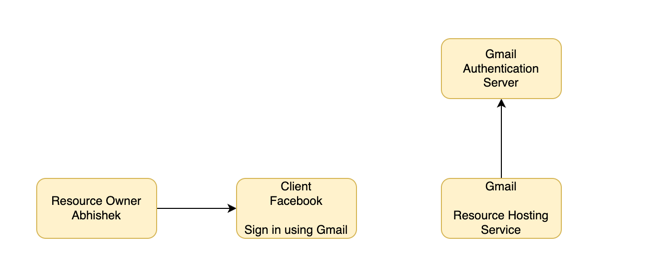 Gmail
Authentication
Server
Resource Owner
Abhishek
Client
Facebook
Sign in using Gmail
Gmail
Resource Hosting
Service